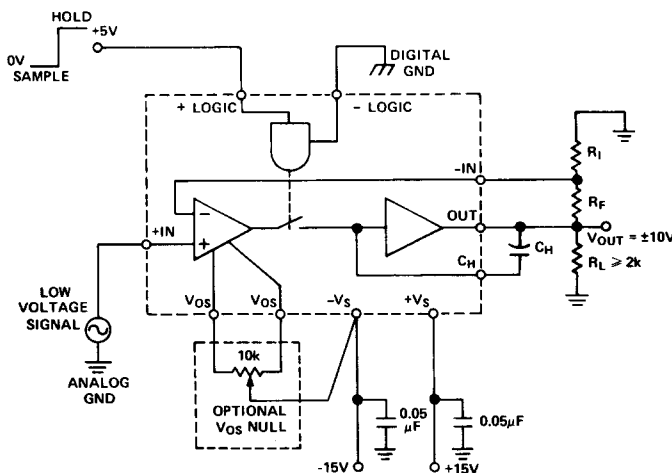 HOLD
+5V
0V
SAMPLE
DIGITAL
GND
+ LOGIC
– LOGIC
R_I
–IN
R_F
+IN
–
+
OUT
V_OUT = ±10V
C_H
C_H
R_L ≥ 2k
LOW
VOLTAGE
SIGNAL
ANALOG
GND
V_OS
V_OS
–V_S
+V_S
10k
OPTIONAL
V_OS NULL
0.05
µF
0.05µF
-15V
+15V